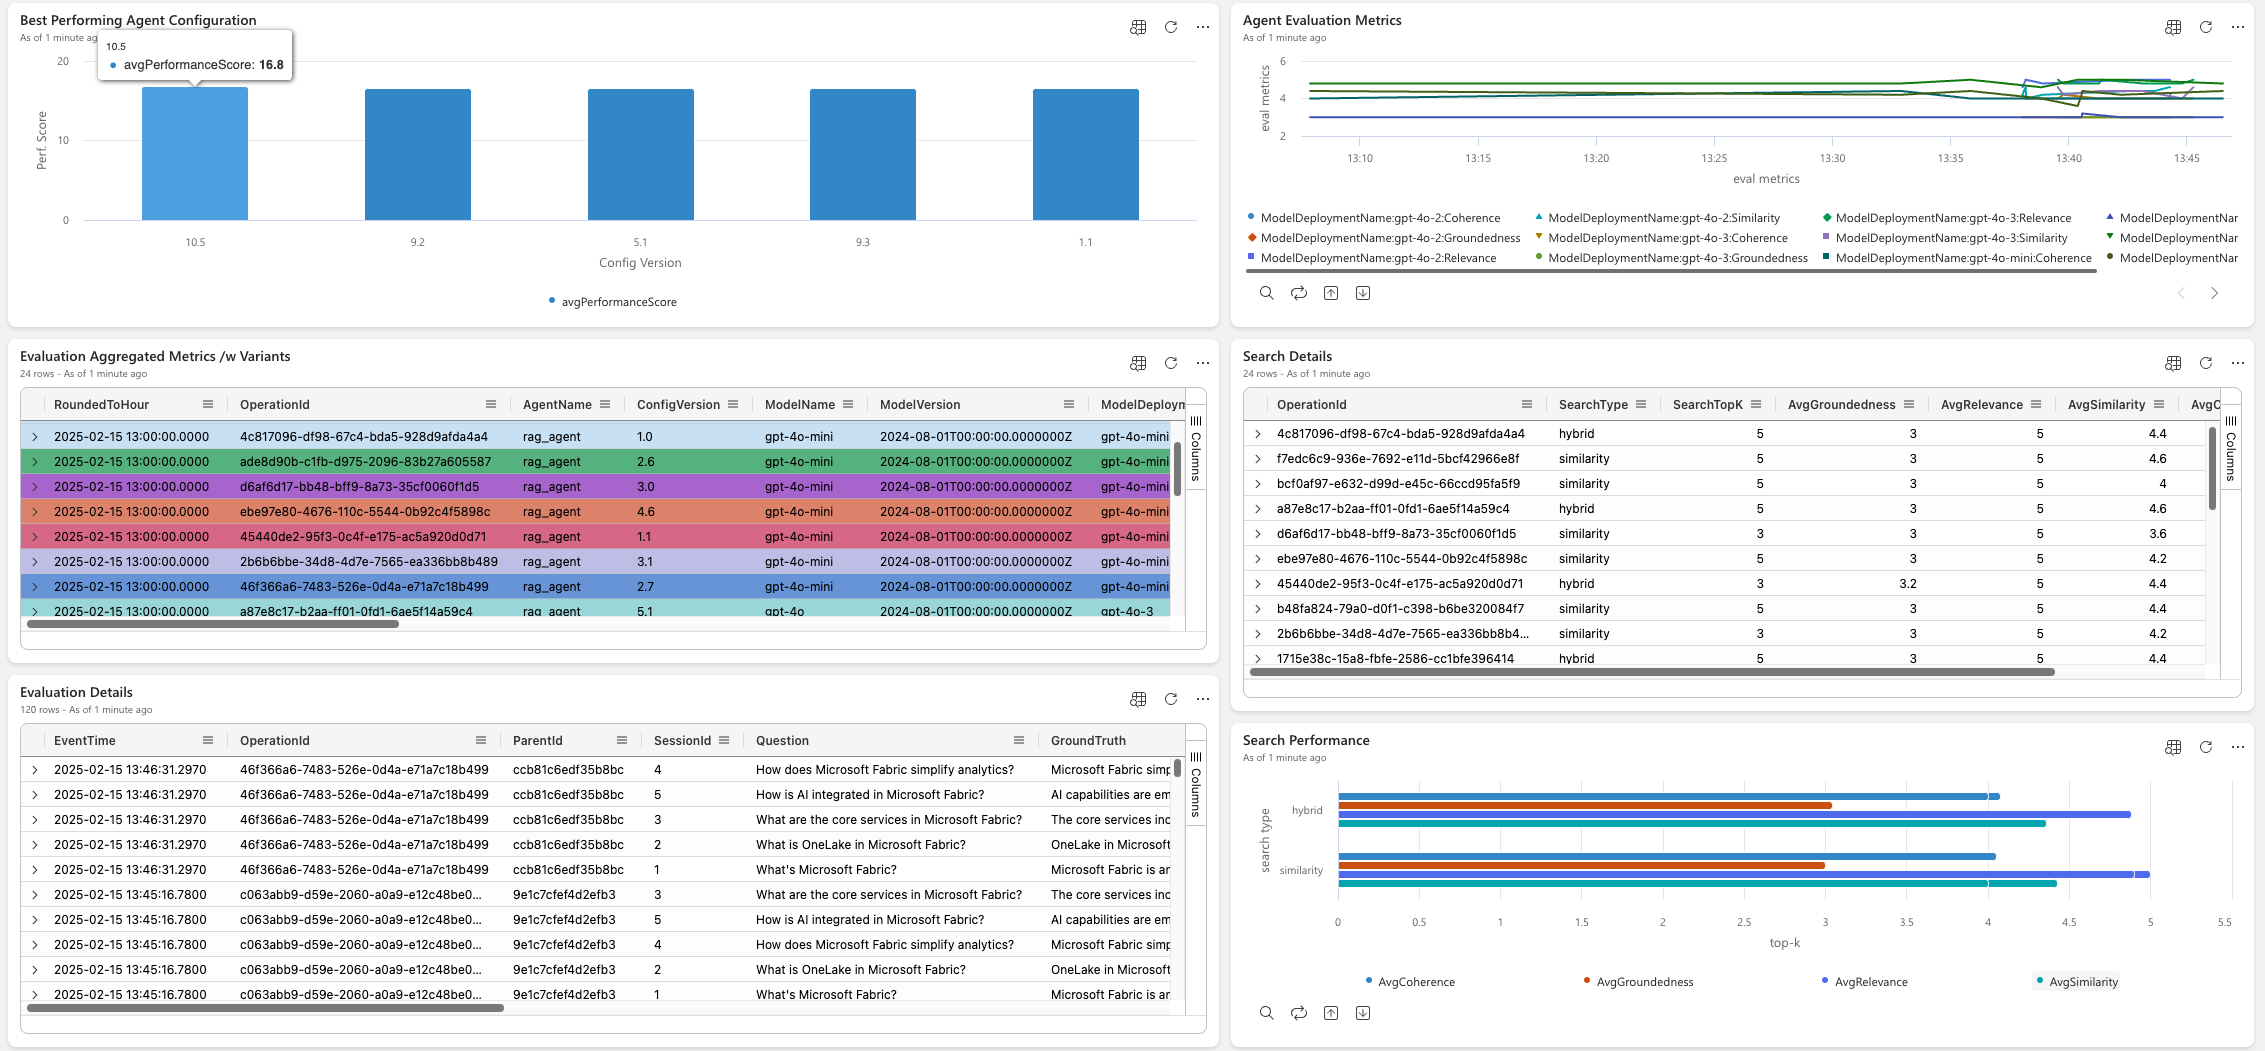 Best Performing Agent Configuration
As of 1 minute ag
10.5
avgPerformanceScore: 16.8
20
10
0
Perf. Score
10.5 9.2 5.1 9.3 1.1
Config Version
avgPerformanceScore
Agent Evaluation Metrics
As of 1 minute ago
eval metrics
6
4
2
13:10 13:15 13:20 13:25 13:30 13:35 13:40 13:45
eval metrics
ModelDeploymentName:gpt-4o-2:Coherence ModelDeploymentName:gpt-4o-2:Similarity ModelDeploymentName:gpt-4o-3:Relevance ModelDeploymentNar
ModelDeploymentName:gpt-4o-2:Groundedness ModelDeploymentName:gpt-4o-3:Coherence ModelDeploymentName:gpt-4o-3:Similarity ModelDeploymentNar
ModelDeploymentName:gpt-4o-2:Relevance ModelDeploymentName:gpt-4o-3:Groundedness ModelDeploymentName:gpt-4o-mini:Coherence ModelDeploymentNar
Evaluation Aggregated Metrics /w Variants
24 rows - As of 1 minute ago
RoundedToHour OperationId AgentName ConfigVersion ModelName ModelVersion ModelDeploym
2025-02-15 13:00:00.0000 4c817096-df98-67c4-bda5-928d9afda4a4 rag_agent 1.0 gpt-4o-mini 2024-08-01T00:00:00.0000000Z gpt-4o-mini
2025-02-15 13:00:00.0000 ade8d90b-c1fb-d975-2096-83b27a605587 rag_agent 2.6 gpt-4o-mini 2024-08-01T00:00:00.0000000Z gpt-4o-mini
2025-02-15 13:00:00.0000 d6af6d17-bb48-bff9-8a73-35cf0060f1d5 rag_agent 3.0 gpt-4o-mini 2024-08-01T00:00:00.0000000Z gpt-4o-mini
2025-02-15 13:00:00.0000 ebe97e80-4676-110c-5544-0b92c4f5898c rag_agent 4.6 gpt-4o-mini 2024-08-01T00:00:00.0000000Z gpt-4o-mini
2025-02-15 13:00:00.0000 45440de2-95f3-0c4f-e175-ac5a920d0d71 rag_agent 1.1 gpt-4o-mini 2024-08-01T00:00:00.0000000Z gpt-4o-mini
2025-02-15 13:00:00.0000 2b6b6bbe-34d8-4d7e-7565-ea336bb8b489 rag_agent 3.1 gpt-4o-mini 2024-08-01T00:00:00.0000000Z gpt-4o-mini
2025-02-15 13:00:00.0000 46f366a6-7483-526e-0d4a-e71a7c18b499 rag_agent 2.7 gpt-4o-mini 2024-08-01T00:00:00.0000000Z gpt-4o-mini
2025-02-15 13:00:00.0000 a87e8c17-b2aa-ff01-0fd1-6ae5f14a59c4 rag_agent 5.1 gpt-4o 2024-08-01T00:00:00.0000000Z gpt-4o-3
Columns
Search Details
24 rows - As of 1 minute ago
OperationId SearchType SearchTopK AvgGroundedness AvgRelevance AvgSimilarity AvgC
4c817096-df98-67c4-bda5-928d9afda4a4 hybrid 5 3 5 4.4
f7edc6c9-936e-7692-e11d-5bcf42966e8f similarity 5 3 5 4.6
bcf0af97-e632-d99d-e45c-66ccd95fa5f9 similarity 5 3 5 4
a87e8c17-b2aa-ff01-0fd1-6ae5f14a59c4 hybrid 5 3 5 4.6
d6af6d17-bb48-bff9-8a73-35cf0060f1d5 similarity 3 3 5 3.6
ebe97e80-4676-110c-5544-0b92c4f5898c similarity 5 3 5 4.2
45440de2-95f3-0c4f-e175-ac5a920d0d71 hybrid 3 3.2 5 4.4
b48fa824-79a0-d0f1-c398-b6be320084f7 similarity 5 3 5 4.4
2b6b6bbe-34d8-4d7e-7565-ea336bb8b4... similarity 3 3 5 4.2
1715e38c-15a8-fbfe-2586-cc1bfe396414 hybrid 5 3 5 4.4
Columns
Evaluation Details
120 rows - As of 1 minute ago
EventTime OperationId ParentId SessionId Question GroundTruth
2025-02-15 13:46:31.2970 46f366a6-7483-526e-0d4a-e71a7c18b499 ccb81c6edf35b8bc 4 How does Microsoft Fabric simplify analytics? Microsoft Fabric simp
2025-02-15 13:46:31.2970 46f366a6-7483-526e-0d4a-e71a7c18b499 ccb81c6edf35b8bc 5 How is AI integrated in Microsoft Fabric? AI capabilities are em
2025-02-15 13:46:31.2970 46f366a6-7483-526e-0d4a-e71a7c18b499 ccb81c6edf35b8bc 3 What are the core services in Microsoft Fabric? The core services inc
2025-02-15 13:46:31.2970 46f366a6-7483-526e-0d4a-e71a7c18b499 ccb81c6edf35b8bc 2 What is OneLake in Microsoft Fabric? OneLake in Microsoft
2025-02-15 13:46:31.2970 46f366a6-7483-526e-0d4a-e71a7c18b499 ccb81c6edf35b8bc 1 What's Microsoft Fabric? Microsoft Fabric is ar
2025-02-15 13:45:16.7800 c063abb9-d59e-2060-a0a9-e12c48be0... 9e1c7cfef4d2efb3 3 What are the core services in Microsoft Fabric? The core services inc
2025-02-15 13:45:16.7800 c063abb9-d59e-2060-a0a9-e12c48be0... 9e1c7cfef4d2efb3 5 How is AI integrated in Microsoft Fabric? AI capabilities are em
2025-02-15 13:45:16.7800 c063abb9-d59e-2060-a0a9-e12c48be0... 9e1c7cfef4d2efb3 4 How does Microsoft Fabric simplify analytics? Microsoft Fabric simp
2025-02-15 13:45:16.7800 c063abb9-d59e-2060-a0a9-e12c48be0... 9e1c7cfef4d2efb3 2 What is OneLake in Microsoft Fabric? OneLake in Microsoft
2025-02-15 13:45:16.7800 c063abb9-d59e-2060-a0a9-e12c48be0... 9e1c7cfef4d2efb3 1 What's Microsoft Fabric? Microsoft Fabric is ar
Columns
Search Performance
As of 1 minute ago
search type
hybrid
similarity
0 0.5 1 1.5 2 2.5 3 3.5 4 4.5 5 5.5
top-k
AvgCoherence AvgGroundedness AvgRelevance AvgSimilarity